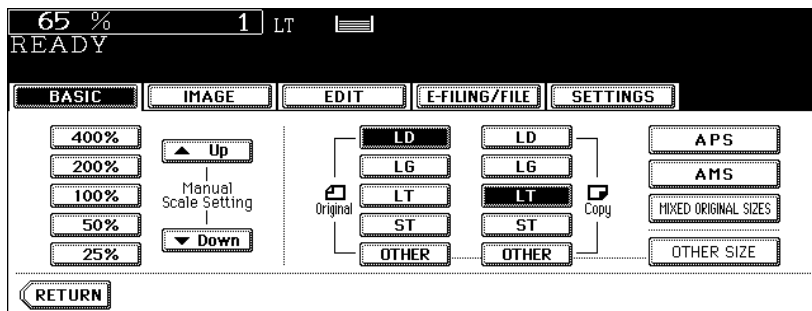 65 % 1 LT
READY
BASIC IMAGE EDIT E-FILING/FILE SETTINGS
400% Up LD LD APS
200% LG LG AMS
100% Manual Scale Setting Original LT LT Copy MIXED ORIGINAL SIZES
50% ST ST
25% Down OTHER OTHER OTHER SIZE
RETURN